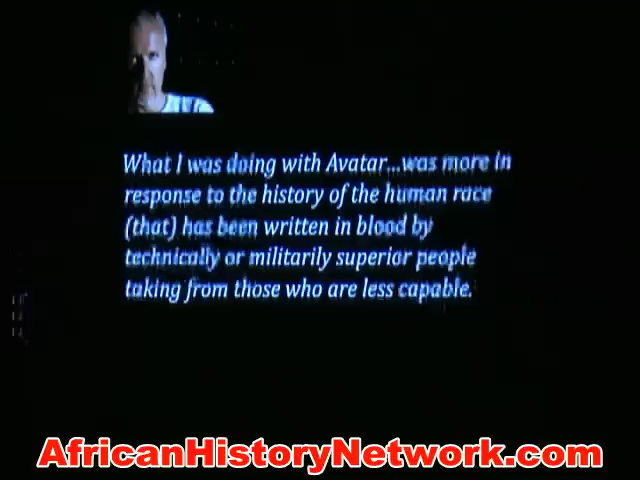 What I was doing with Avatar...was more in
response to the history of the human race
(that) has been written in blood by
technically or militarily superior people
taking from those who are less capable.
AfricanHistoryNetwork.com